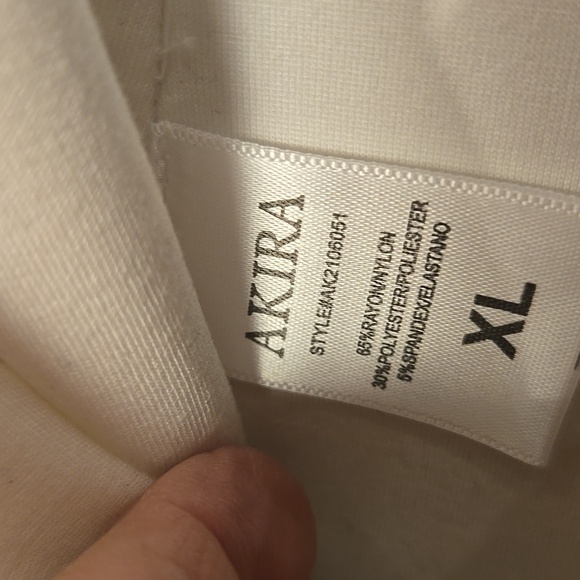 AKIRA
STYLE#AK2106051
65%RAYON/NYLON
30%POLYESTER/POLIESTER
5%SPANDEX/ELASTANO
XL